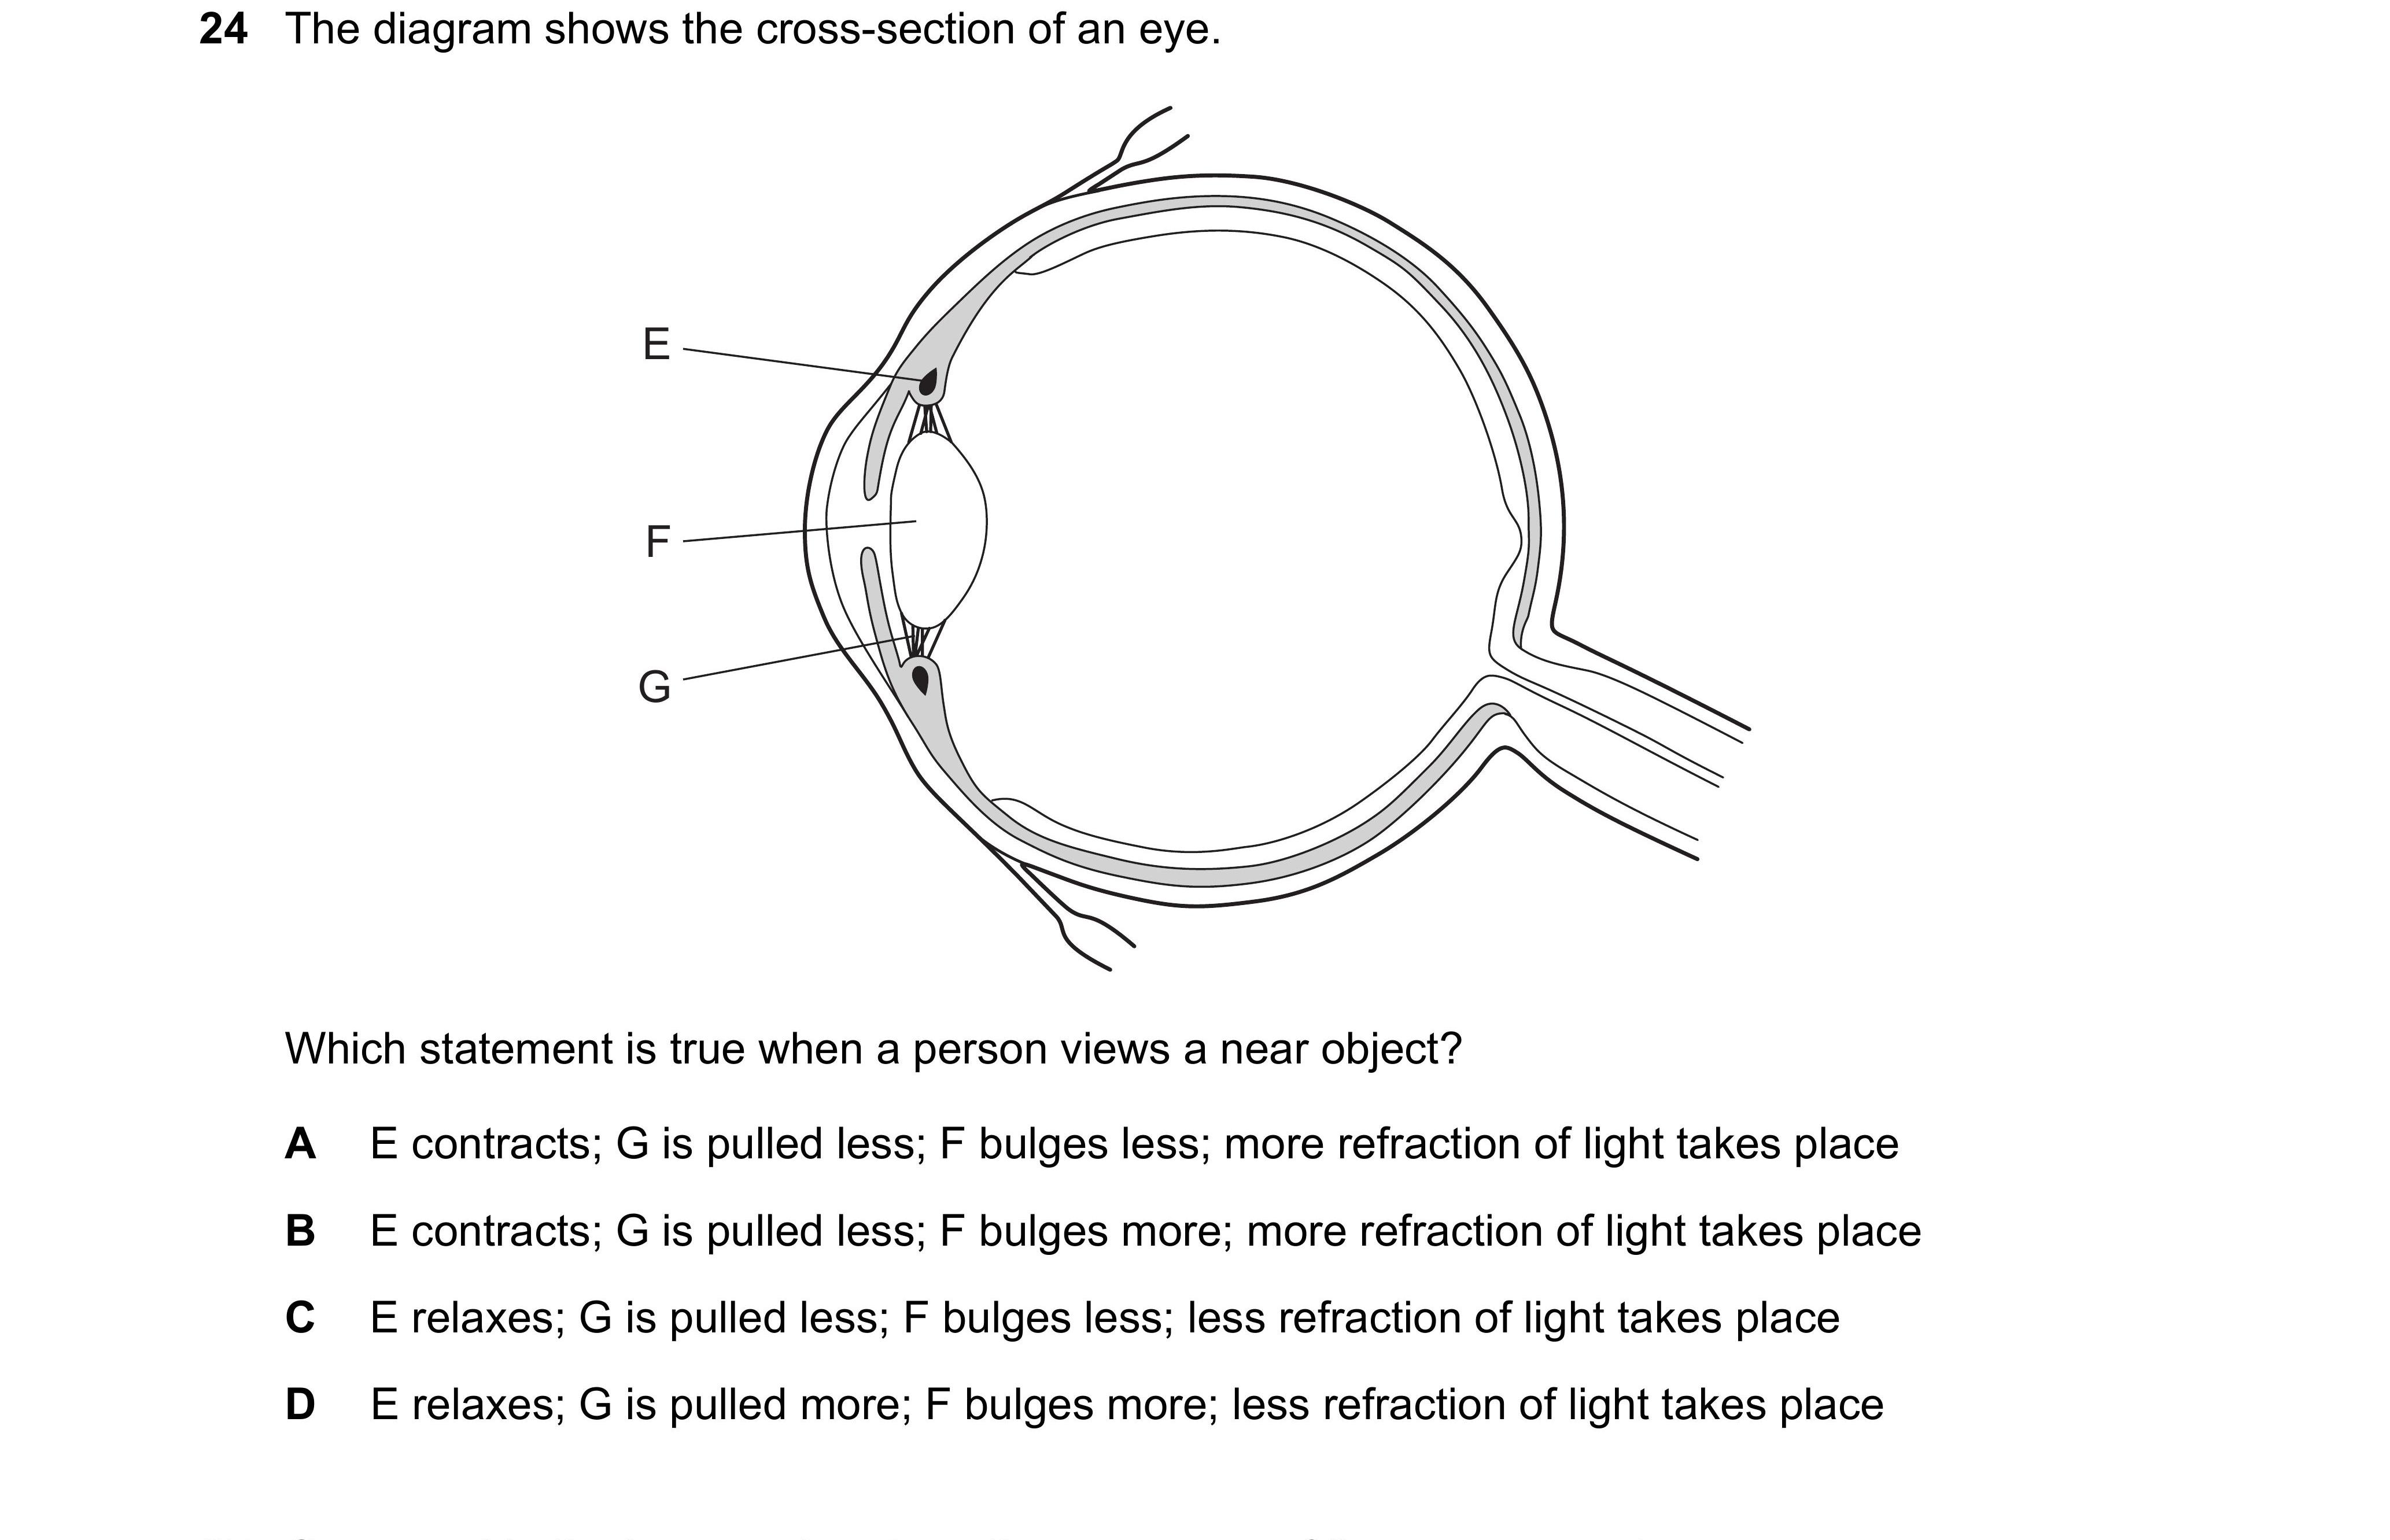 24 The diagram shows the cross-section of an eye.
E
F
G
Which statement is true when a person views a near object?
A E contracts; G is pulled less; F bulges less; more refraction of light takes place
B E contracts; G is pulled less; F bulges more; more refraction of light takes place
C E relaxes; G is pulled less; F bulges less; less refraction of light takes place
D E relaxes; G is pulled more; F bulges more; less refraction of light takes place